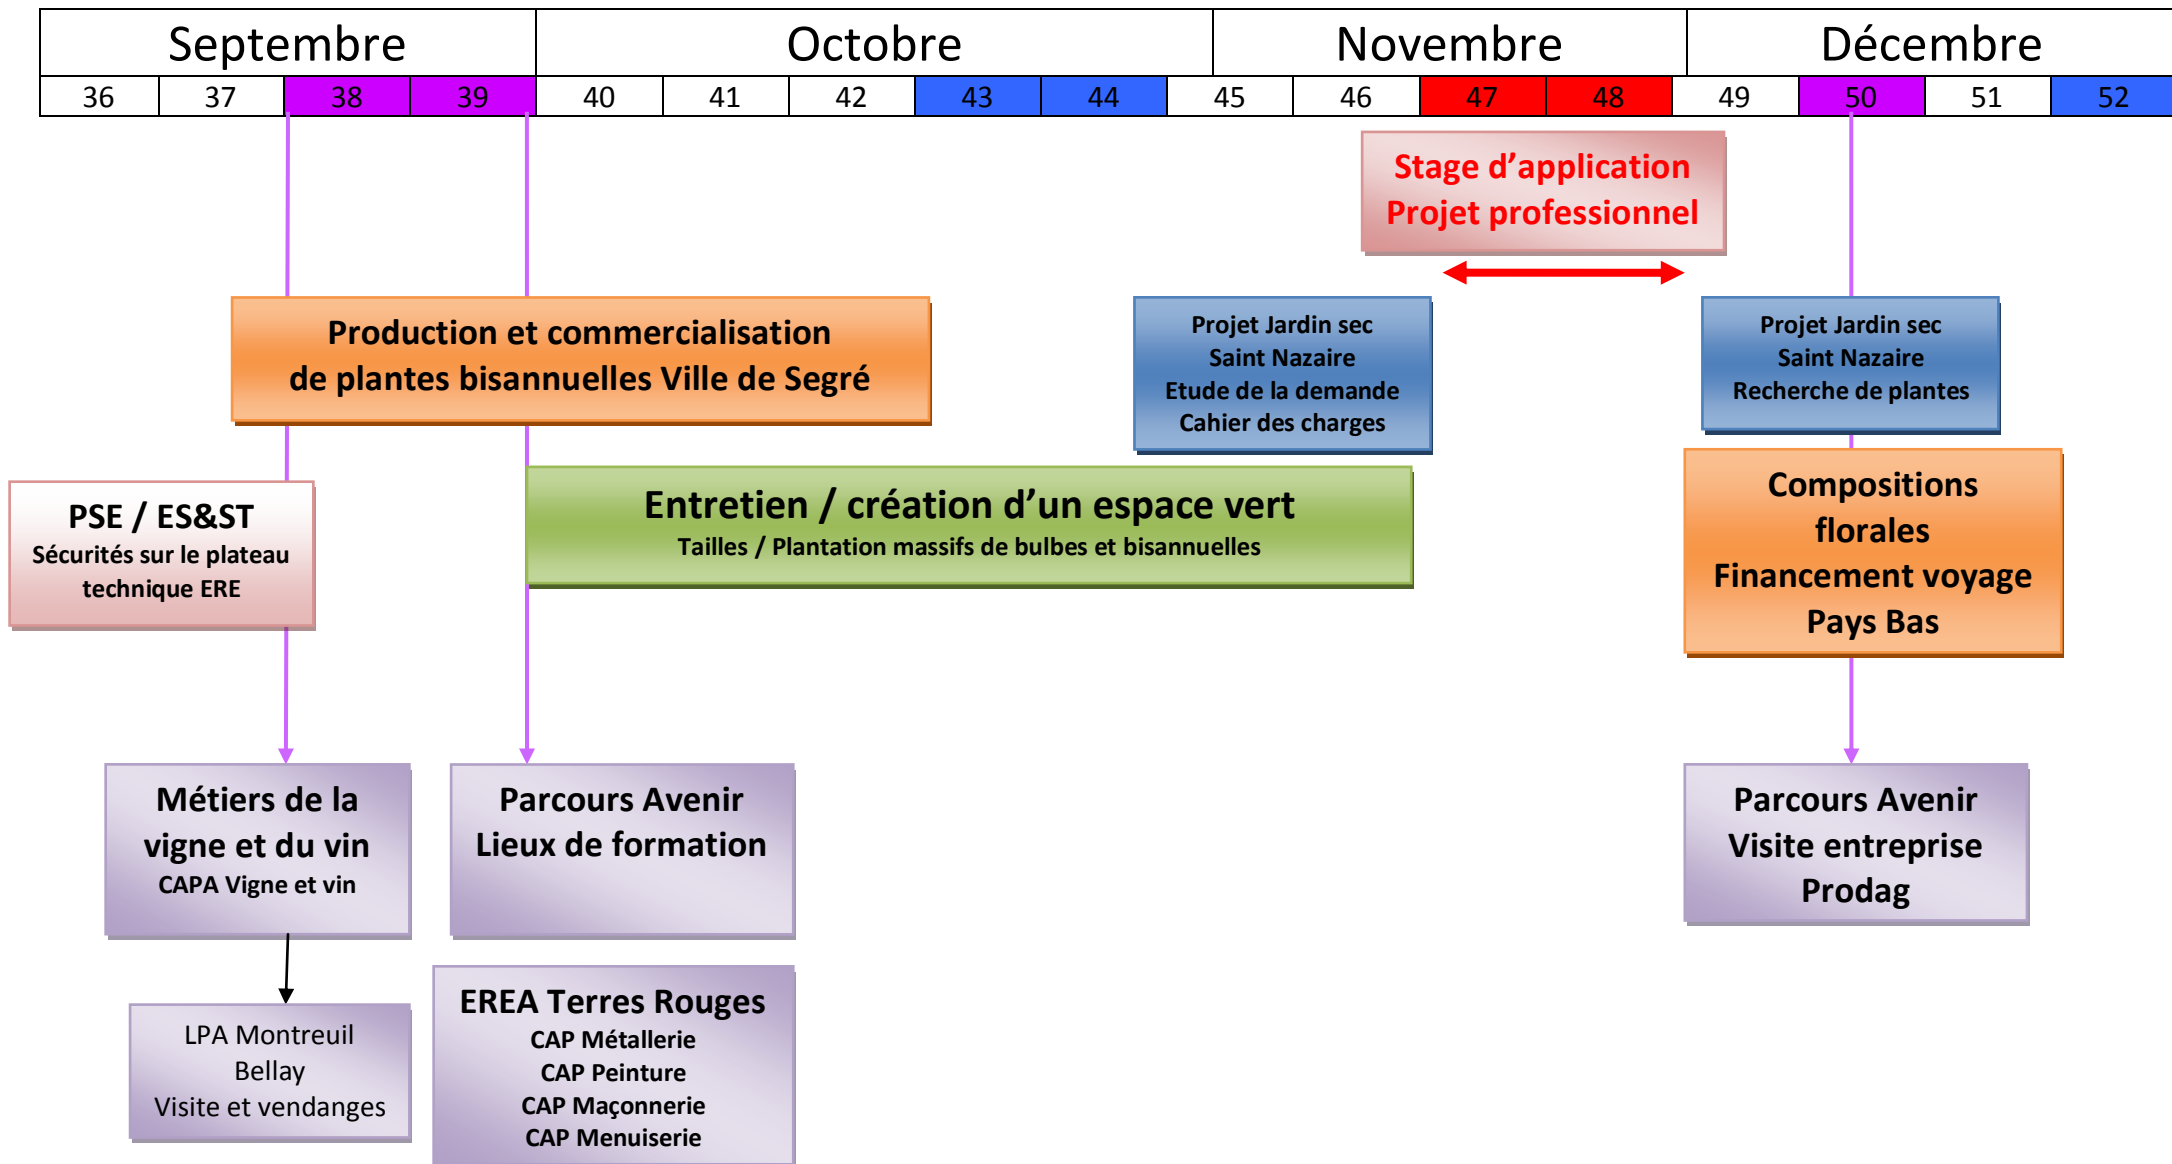 Septembre Octobre Novembre Décembre
36 37 38 39 40 41 42 43 44 45 46 47 48 49 50 51 52
Stage d’application
Projet professionnel
Production et commercialisation
de plantes bisannuelles Ville de Segré
Projet Jardin sec
Saint Nazaire
Etude de la demande
Cahier des charges
Projet Jardin sec
Saint Nazaire
Recherche de plantes
PSE / ES&ST
Sécurités sur le plateau
technique ERE
Entretien / création d’un espace vert
Tailles / Plantation massifs de bulbes et bisannuelles
Compositions
florales
Financement voyage
Pays Bas
Métiers de la
vigne et du vin
CAPA Vigne et vin
Parcours Avenir
Lieux de formation
Parcours Avenir
Visite entreprise
Prodag
LPA Montreuil
Bellay
Visite et vendanges
EREA Terres Rouges
CAP Métallerie
CAP Peinture
CAP Maçonnerie
CAP Menuiserie